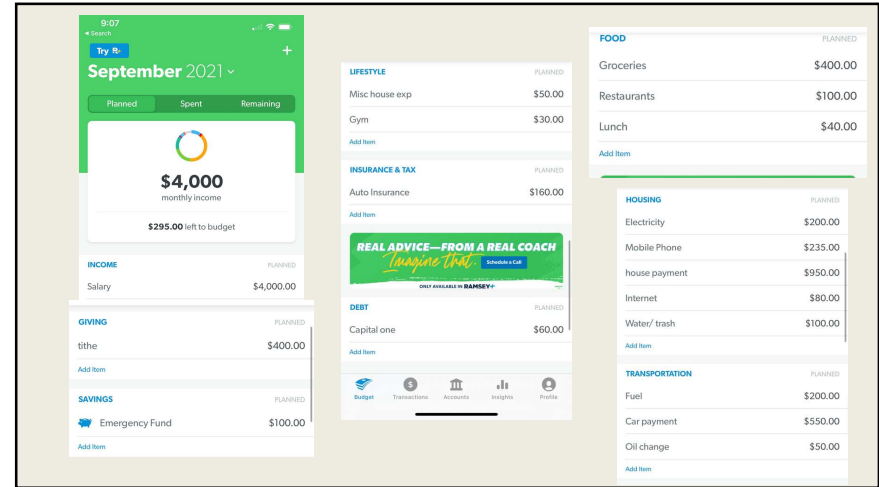 9:07
Search
Try R+
September 2021
Planned Spent Remaining
$4,000
monthly income
$295.00 left to budget
INCOME PLANNED
Salary $4,000.00
GIVING PLANNED
tithe $400.00
Add Item
SAVINGS PLANNED
Emergency Fund $100.00
Add Item
LIFESTYLE PLANNED
Misc house exp $50.00
Gym $30.00
Add Item
INSURANCE & TAX PLANNED
Auto Insurance $160.00
Add Item
REAL ADVICE—FROM A REAL COACH
Imagine that. Schedule a Call
ONLY AVAILABLE IN RAMSEY+
DEBT PLANNED
Capital one $60.00
Add Item
Budget Transactions Accounts Insights Profile
FOOD PLANNED
Groceries $400.00
Restaurants $100.00
Lunch $40.00
Add Item
HOUSING PLANNED
Electricity $200.00
Mobile Phone $235.00
house payment $950.00
Internet $80.00
Water/ trash $100.00
Add Item
TRANSPORTATION PLANNED
Fuel $200.00
Car payment $550.00
Oil change $50.00
Add Item